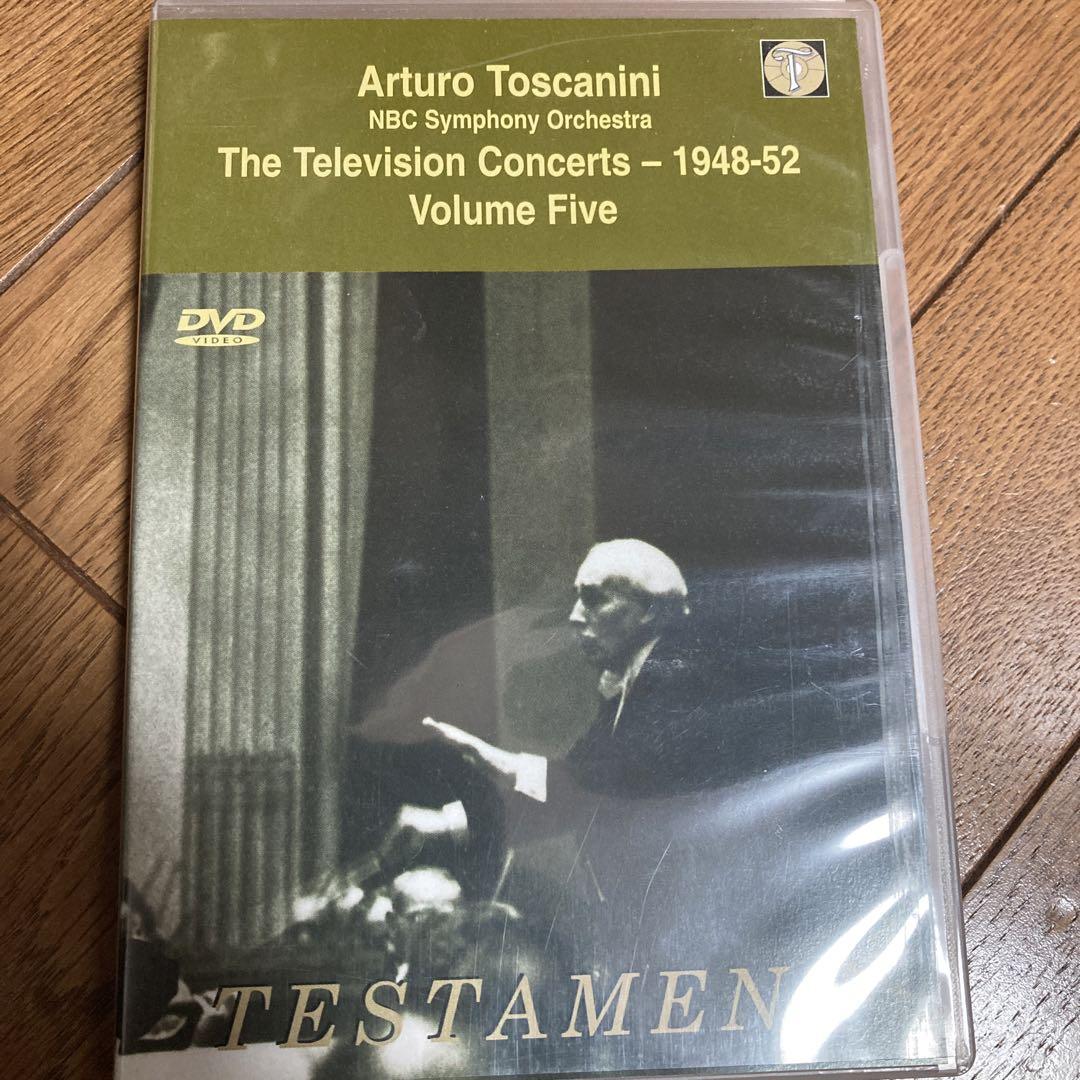 Arturo Toscanini
NBC Symphony Orchestra
The Television Concerts – 1948-52
Volume Five
T
DVD
VIDEO
TESTAMEN